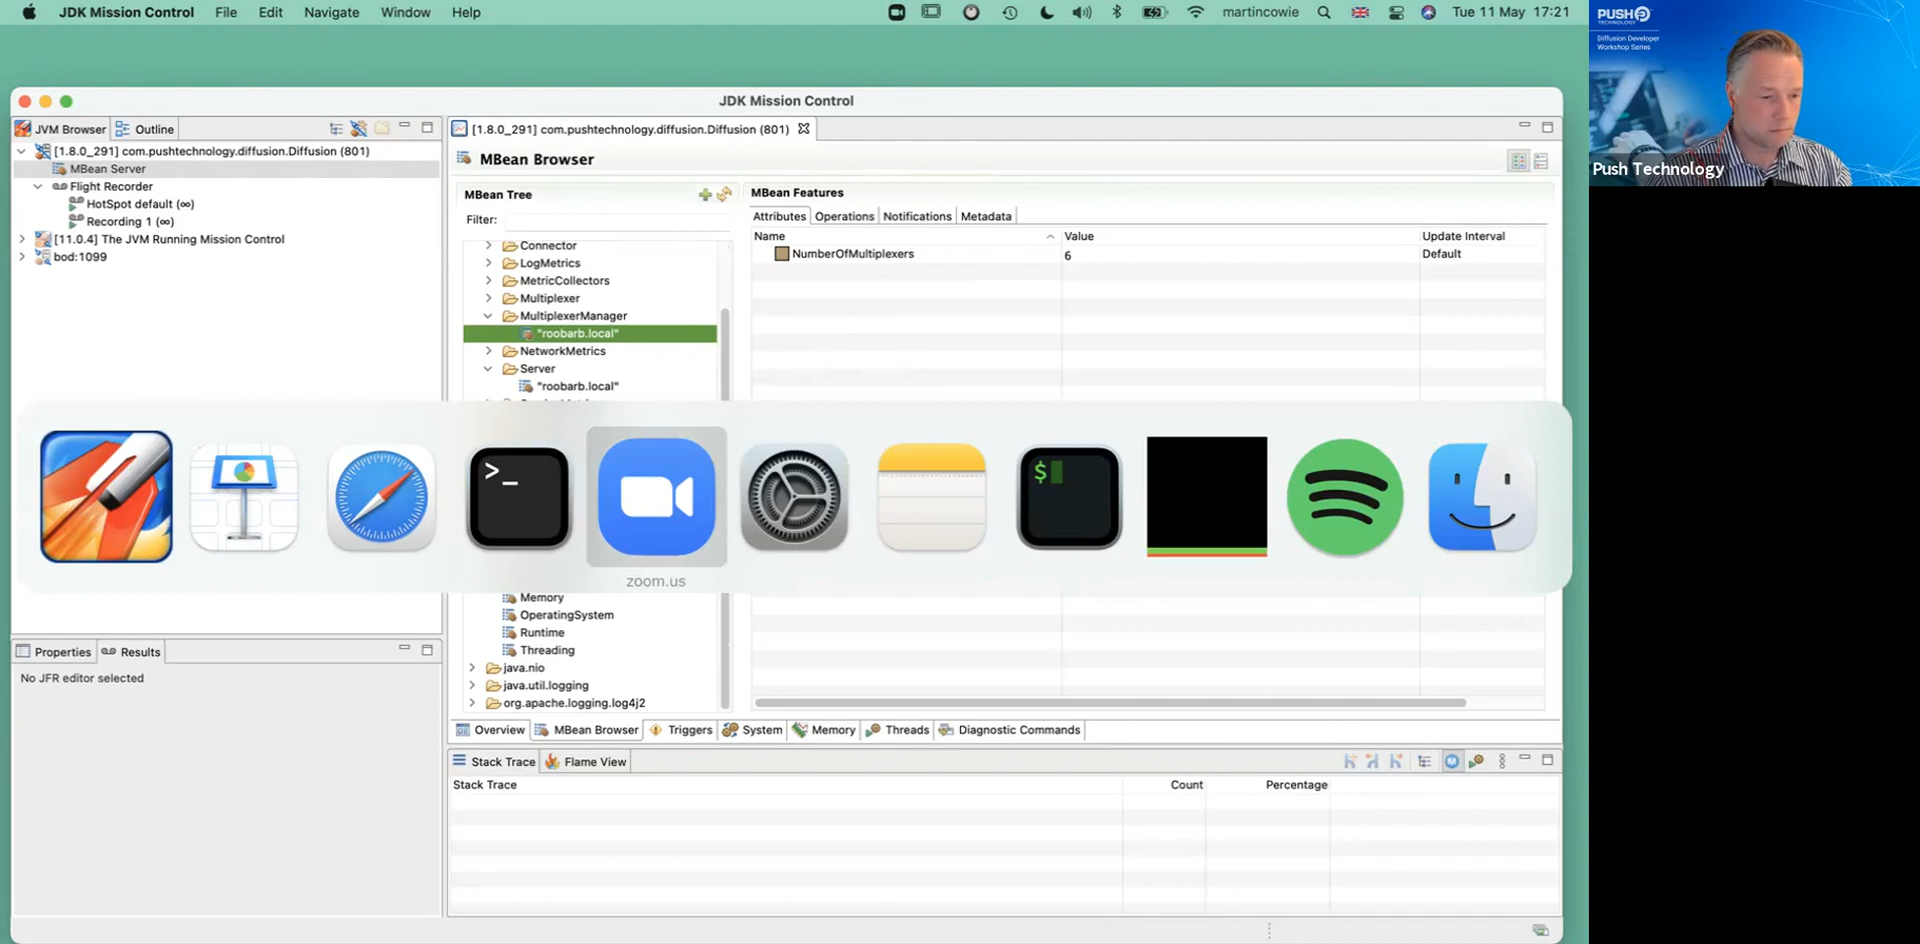 JDK Mission Control File Edit Navigate Window Help martincowie Tue 11 May 17:21
JDK Mission Control
JVM Browser Outline
[1.8.0_291] com.pushtechnology.diffusion.Diffusion (801)
MBean Server
Flight Recorder
HotSpot default (∞)
Recording 1 (∞)
[11.0.4] The JVM Running Mission Control
bod:1099
[1.8.0_291] com.pushtechnology.diffusion.Diffusion (801)
MBean Browser
MBean Tree
Filter:
Connector
LogMetrics
MetricCollectors
Multiplexer
MultiplexerManager
"roobarb.local"
NetworkMetrics
Server
"roobarb.local"
MBean Features
Attributes Operations Notifications Metadata
Name Value Update Interval
NumberOfMultiplexers 6 Default
>_
$
zoom.us
Memory
OperatingSystem
Runtime
Threading
java.nio
java.util.logging
org.apache.logging.log4j2
Overview MBean Browser Triggers System Memory Threads Diagnostic Commands
Properties Results
No JFR editor selected
Stack Trace Flame View
Stack Trace Count Percentage
PUSH
TECHNOLOGY
Diffusion Developer
Workshop Series
Push Technology